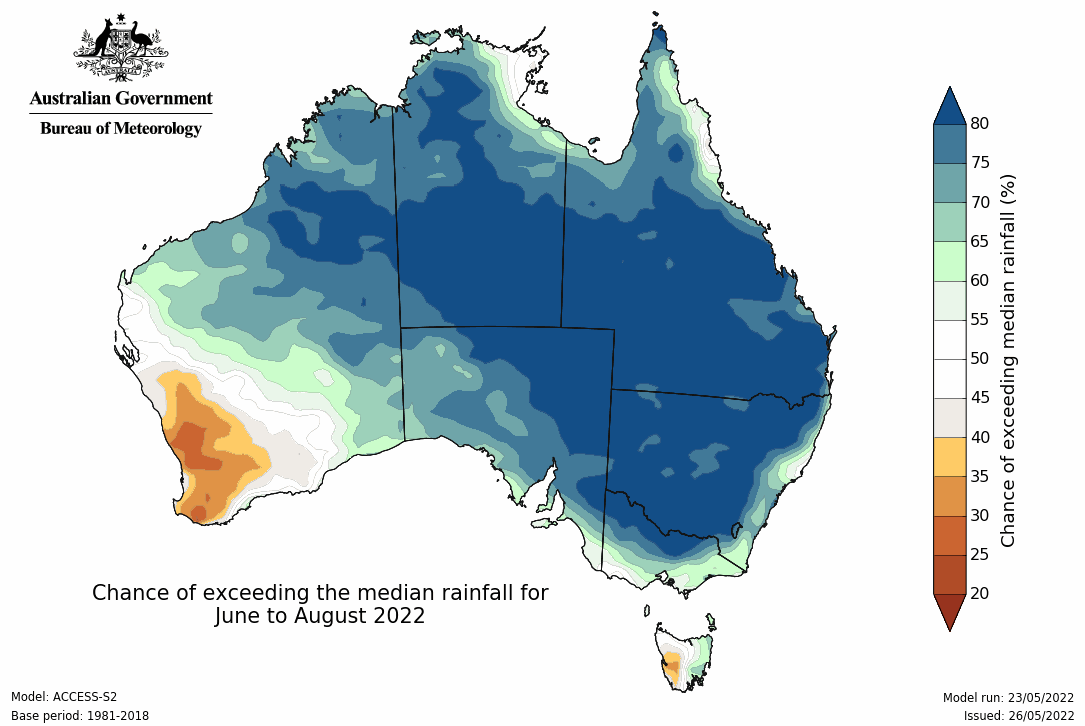 Australian Government
Bureau of Meteorology
80
75
70
65
60
55
50
45
40
35
30
25
20
Chance of exceeding median rainfall (%)
Chance of exceeding the median rainfall for
June to August 2022
Model: ACCESS-S2
Base period: 1981-2018
Model run: 23/05/2022
Issued: 26/05/2022